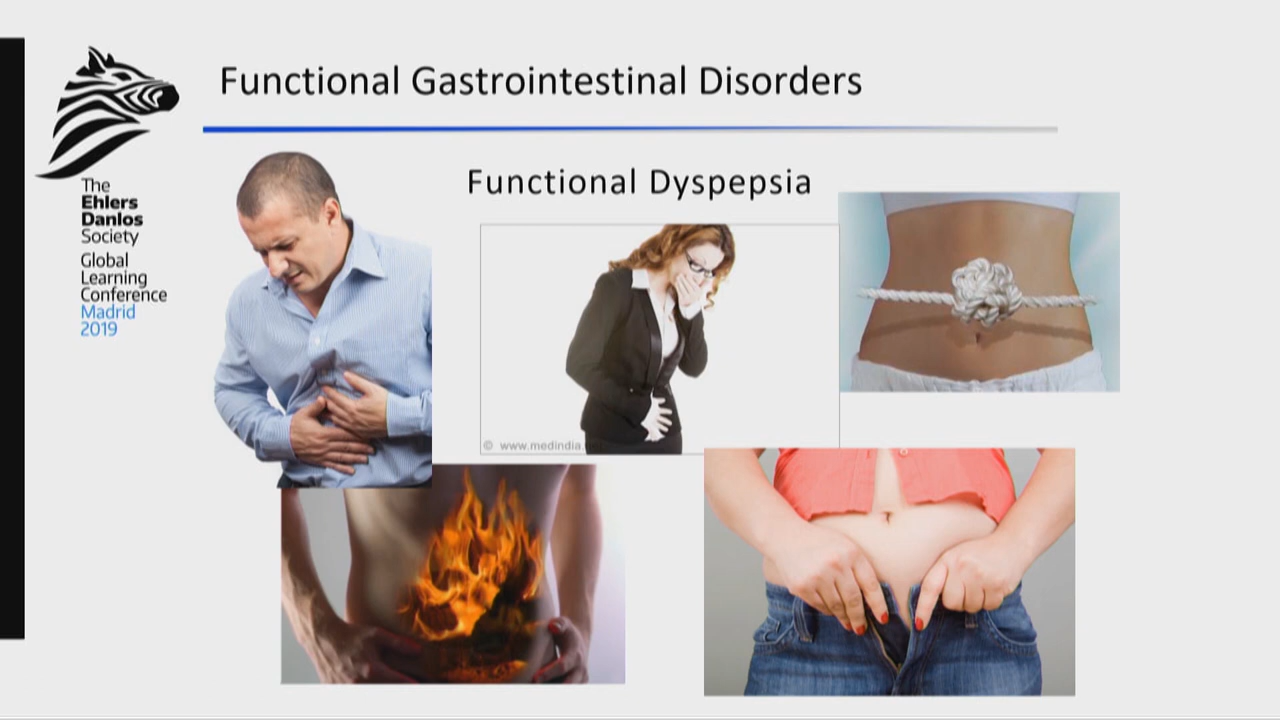 Functional Gastrointestinal Disorders
The
Ehlers
Danlos
Society
Global
Learning
Conference
Madrid
2019
Functional Dyspepsia
© www.medindia.